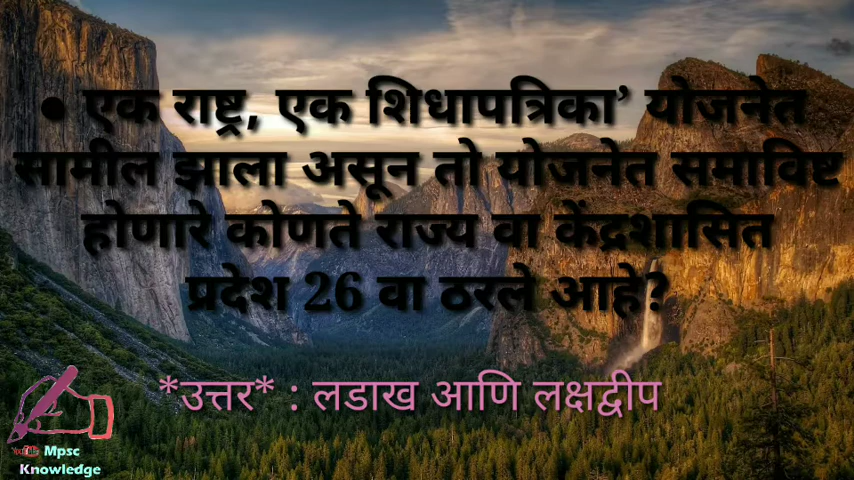 ● एक राष्ट्र, एक शिधापत्रिका’ योजनेत
सामील झाला असून तो योजनेत समाविष्ट
होणारे कोणते राज्य वा केंद्रशासित
प्रदेश 26 वा ठरले आहे?
*उत्तर* : लडाख आणि लक्षद्वीप
YouTube Mpsc
Knowledge